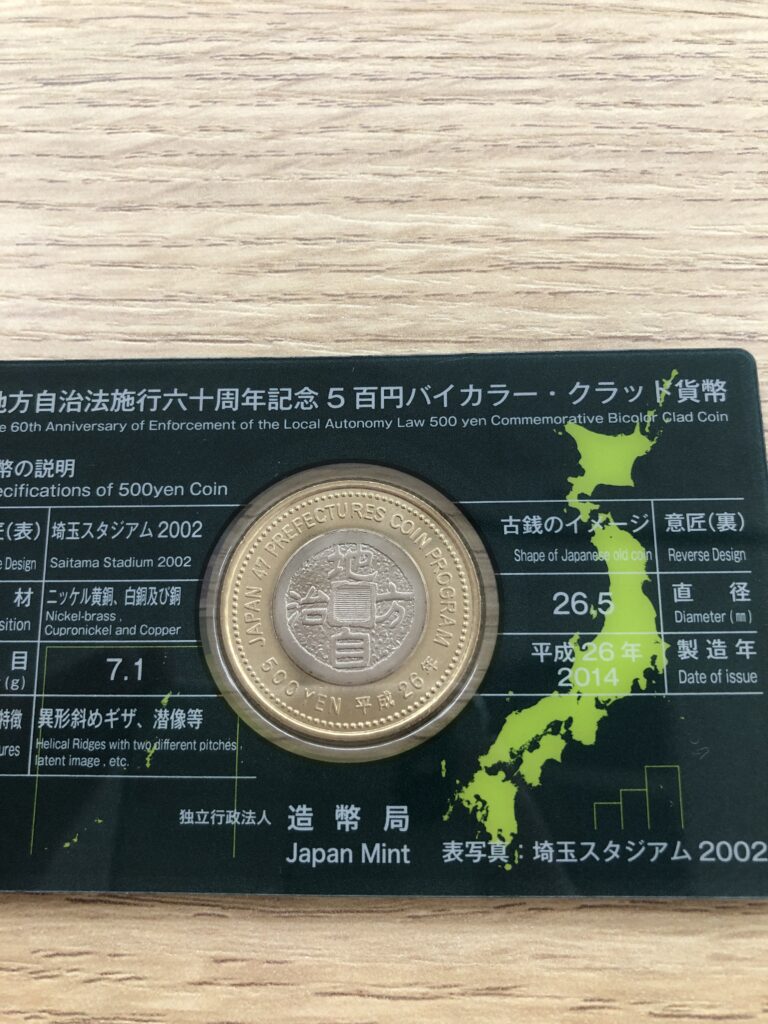 地方自治法施行六十周年記念5百円バイカラー・クラッド貨幣
e 60th Anniversary of Enforcement of the Local Autonomy Law 500 yen Commemorative Bicolor Clad Coin
幣の説明
ecifications of 500yen Coin
匠(表) 埼玉スタジアム2002
Design Saitama Stadium 2002
材 ニッケル黄銅、白銅及び銅
sition Nickel-brass,
Cupronickel and Copper
目 7.1
(g)
特徴 異形斜めギザ、潜像等
ures Helical Ridges with two different pitches,
latent image, etc.
JAPAN 47 PREFECTURES COIN PROGRAM
地方自治
500 YEN 平成26年
古銭のイメージ 意匠(裏)
Shape of Japanese old coin Reverse Design
26.5 直径
Diameter(mm)
平成26年 製造年
2014 Date of issue
独立行政法人 造幣局
Japan Mint
表写真:埼玉スタジアム2002